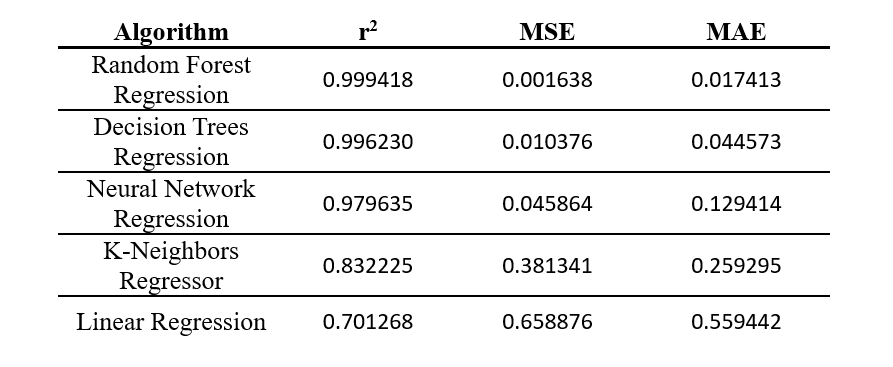 Algorithm r² MSE MAE
Random Forest
Regression 0.999418 0.001638 0.017413
Decision Trees
Regression 0.996230 0.010376 0.044573
Neural Network
Regression 0.979635 0.045864 0.129414
K-Neighbors
Regressor 0.832225 0.381341 0.259295
Linear Regression 0.701268 0.658876 0.559442